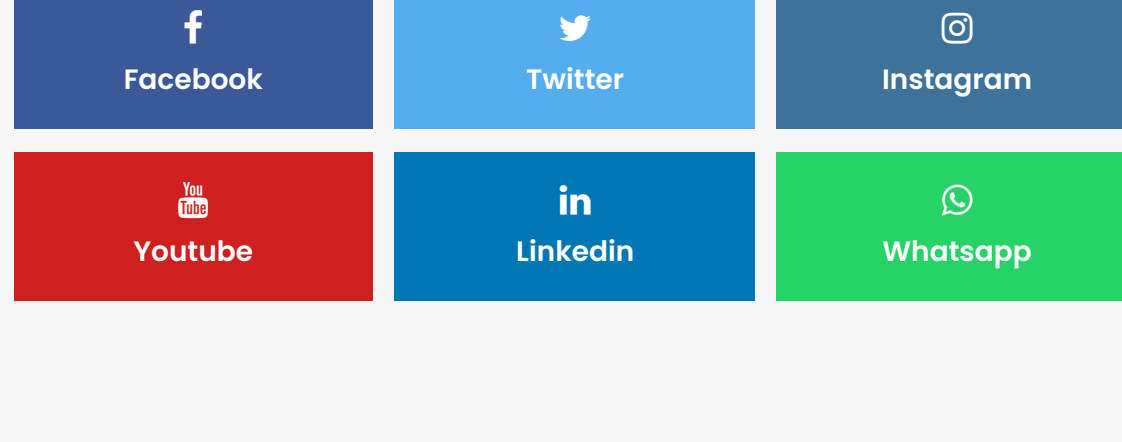 Facebook
Twitter
Instagram
You
Tube
in
Youtube
Linkedin
Whatsapp